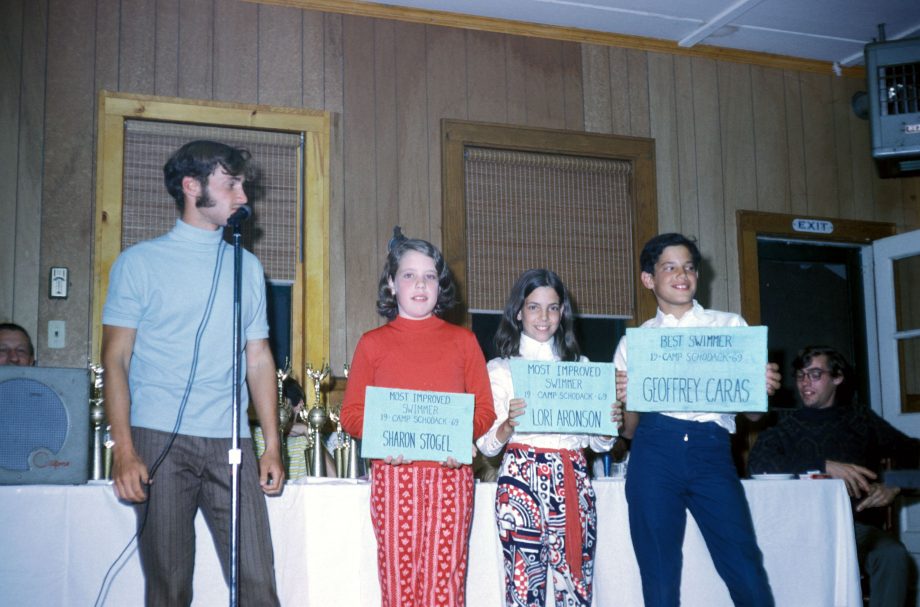 EXIT
MOST IMPROVED
SWIMMER
19-CAMP SCHODACK-69
SHARON STOGEL
MOST IMPROVED
SWIMMER
19-CAMP SCHODACK-69
LORI ARONSON
BEST SWIMMER
19-CAMP SCHODACK-69
GEOFFREY CARAS